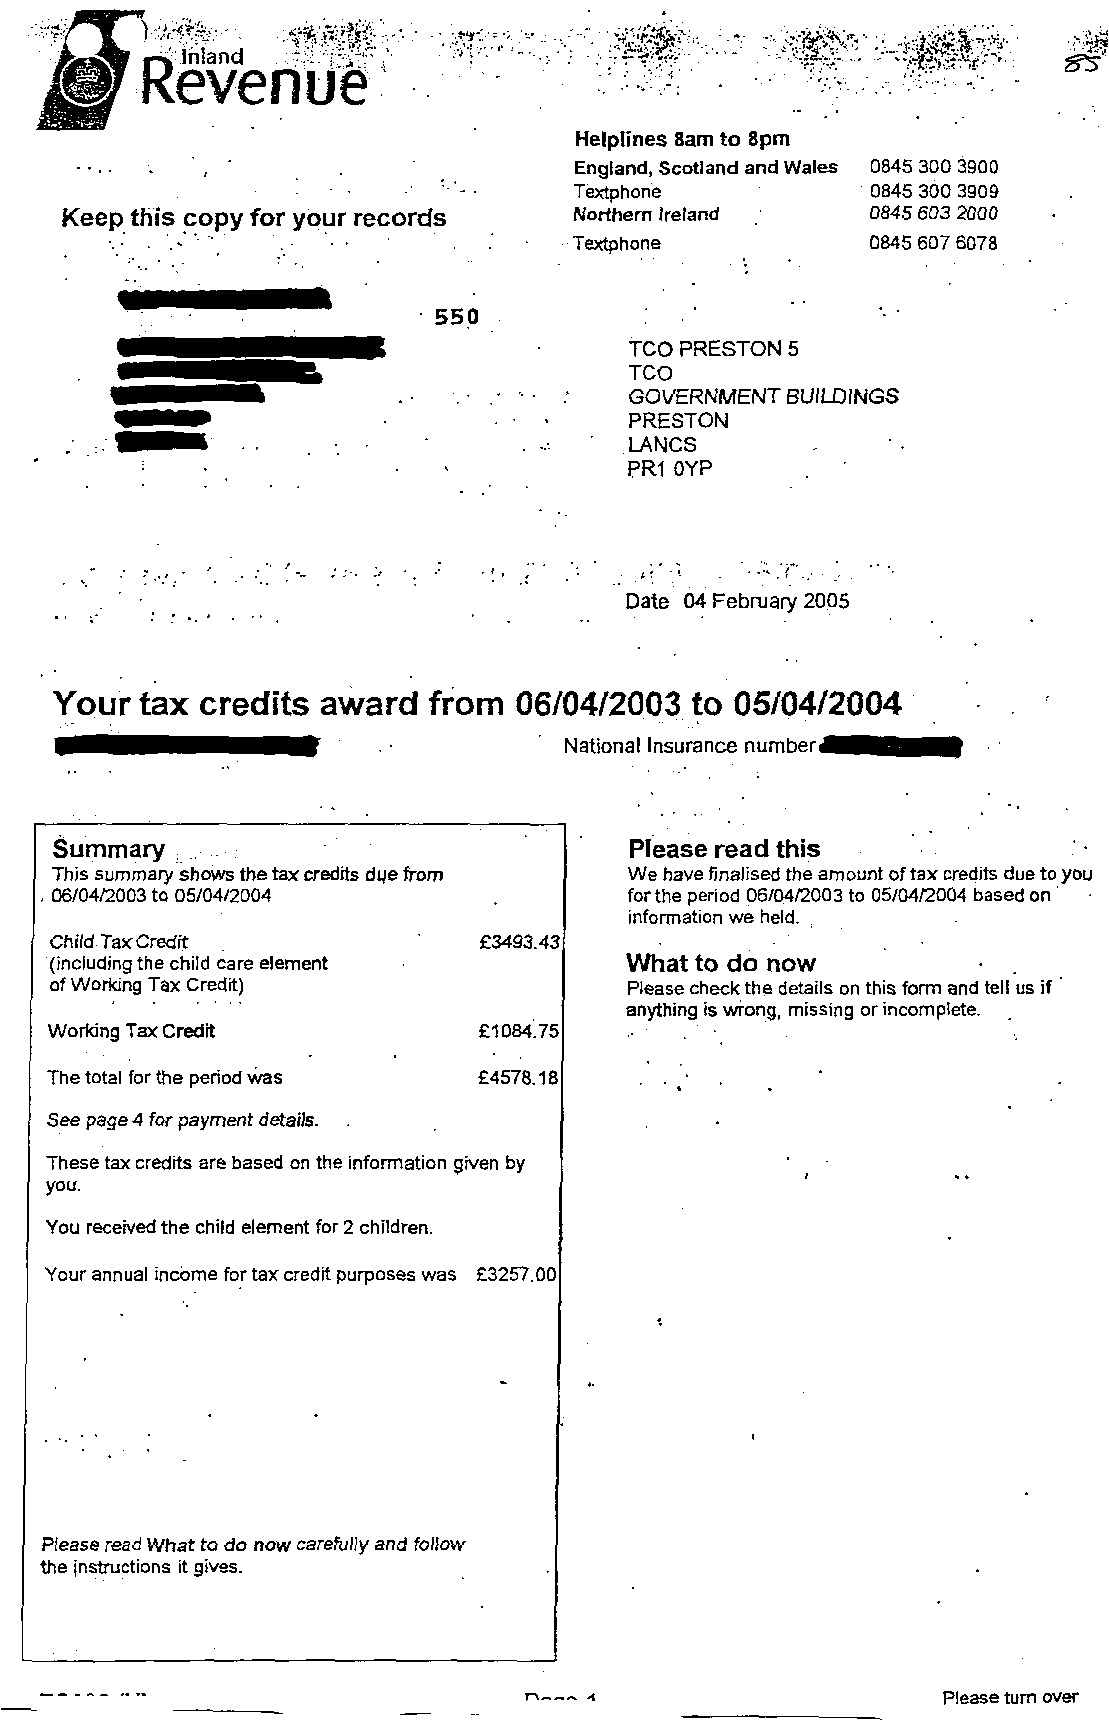 Inland
Revenue
85
Helplines 8am to 8pm
England, Scotland and Wales 0845 300 3900
Textphone 0845 300 3909
Northern Ireland 0845 603 2000
Textphone 0845 607 6078
Keep this copy for your records
550
TCO PRESTON 5
TCO
GOVERNMENT BUILDINGS
PRESTON
LANCS
PR1 0YP
Date 04 February 2005
Your tax credits award from 06/04/2003 to 05/04/2004
National Insurance number
Summary
This summary shows the tax credits due from
06/04/2003 to 05/04/2004
Child Tax Credit £3493.43
(including the child care element
of Working Tax Credit)
Working Tax Credit £1084.75
The total for the period was £4578.18
See page 4 for payment details.
These tax credits are based on the information given by
you.
You received the child element for 2 children.
Your annual income for tax credit purposes was £3257.00
Please read What to do now carefully and follow
the instructions it gives.
Please read this
We have finalised the amount of tax credits due to you
for the period 06/04/2003 to 05/04/2004 based on
information we held.
What to do now
Please check the details on this form and tell us if
anything is wrong, missing or incomplete.
Page 1
Please turn over